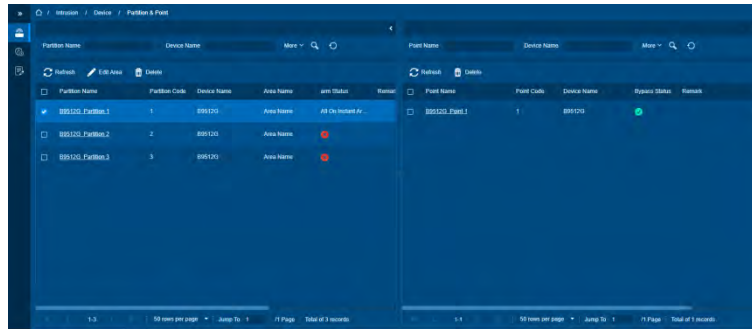 Intrusion / Device / Partition & Point
Partition Name Device Name More
Point Name Device Name More
Refresh Edit Area Delete
Refresh Delete
Partition Name Partition Code Device Name Area Name arm Status Remar
B9512G_Partition 1 1 B9512G Area Name All On Instant Ar ...
B9512G_Partition 2 2 B9512G Area Name
B9512G_Partition 3 3 B9512G Area Name
Point Name Point Code Device Name Bypass Status Remark
B9512G_Point 1 1 B9512G
1-3 50 rows per page Jump To 1 /1 Page Total of 3 records
1-1 50 rows per page Jump To 1 /1 Page Total of 1 records